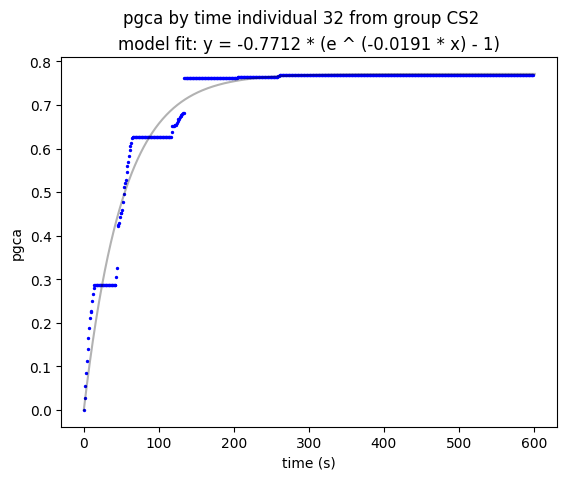 pgca by time individual 32 from group CS2
model fit: y = -0.7712 * (e ^ (-0.0191 * x) - 1)
0.8
0.7
0.6
0.5
0.4
0.3
0.2
0.1
0.0
pgca
0 100 200 300 400 500 600
time (s)